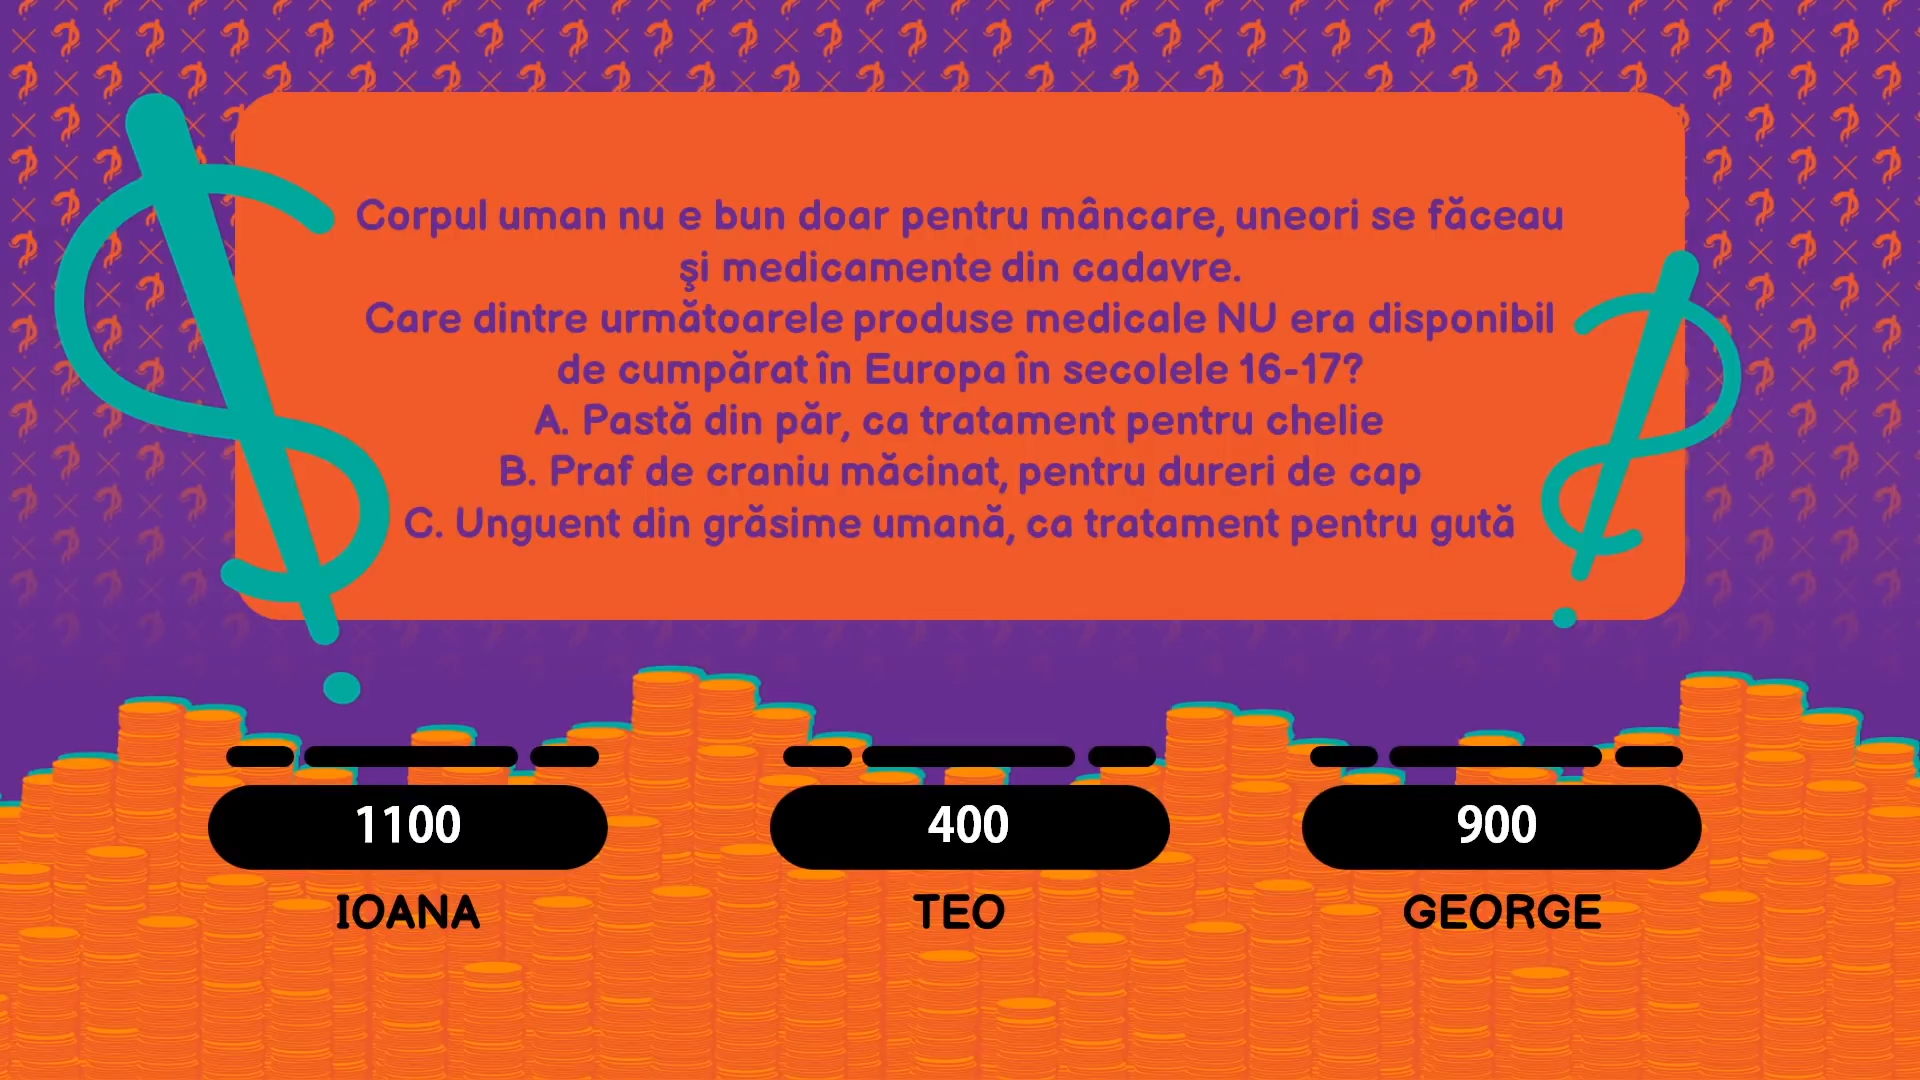 Corpul uman nu e bun doar pentru mâncare, uneori se făceau
şi medicamente din cadavre.
Care dintre următoarele produse medicale NU era disponibil
de cumpărat în Europa în secolele 16-17?
A. Pastă din păr, ca tratament pentru chelie
B. Praf de craniu măcinat, pentru dureri de cap
C. Unguent din grăsime umană, ca tratament pentru gută
1100 400 900
IOANA TEO GEORGE